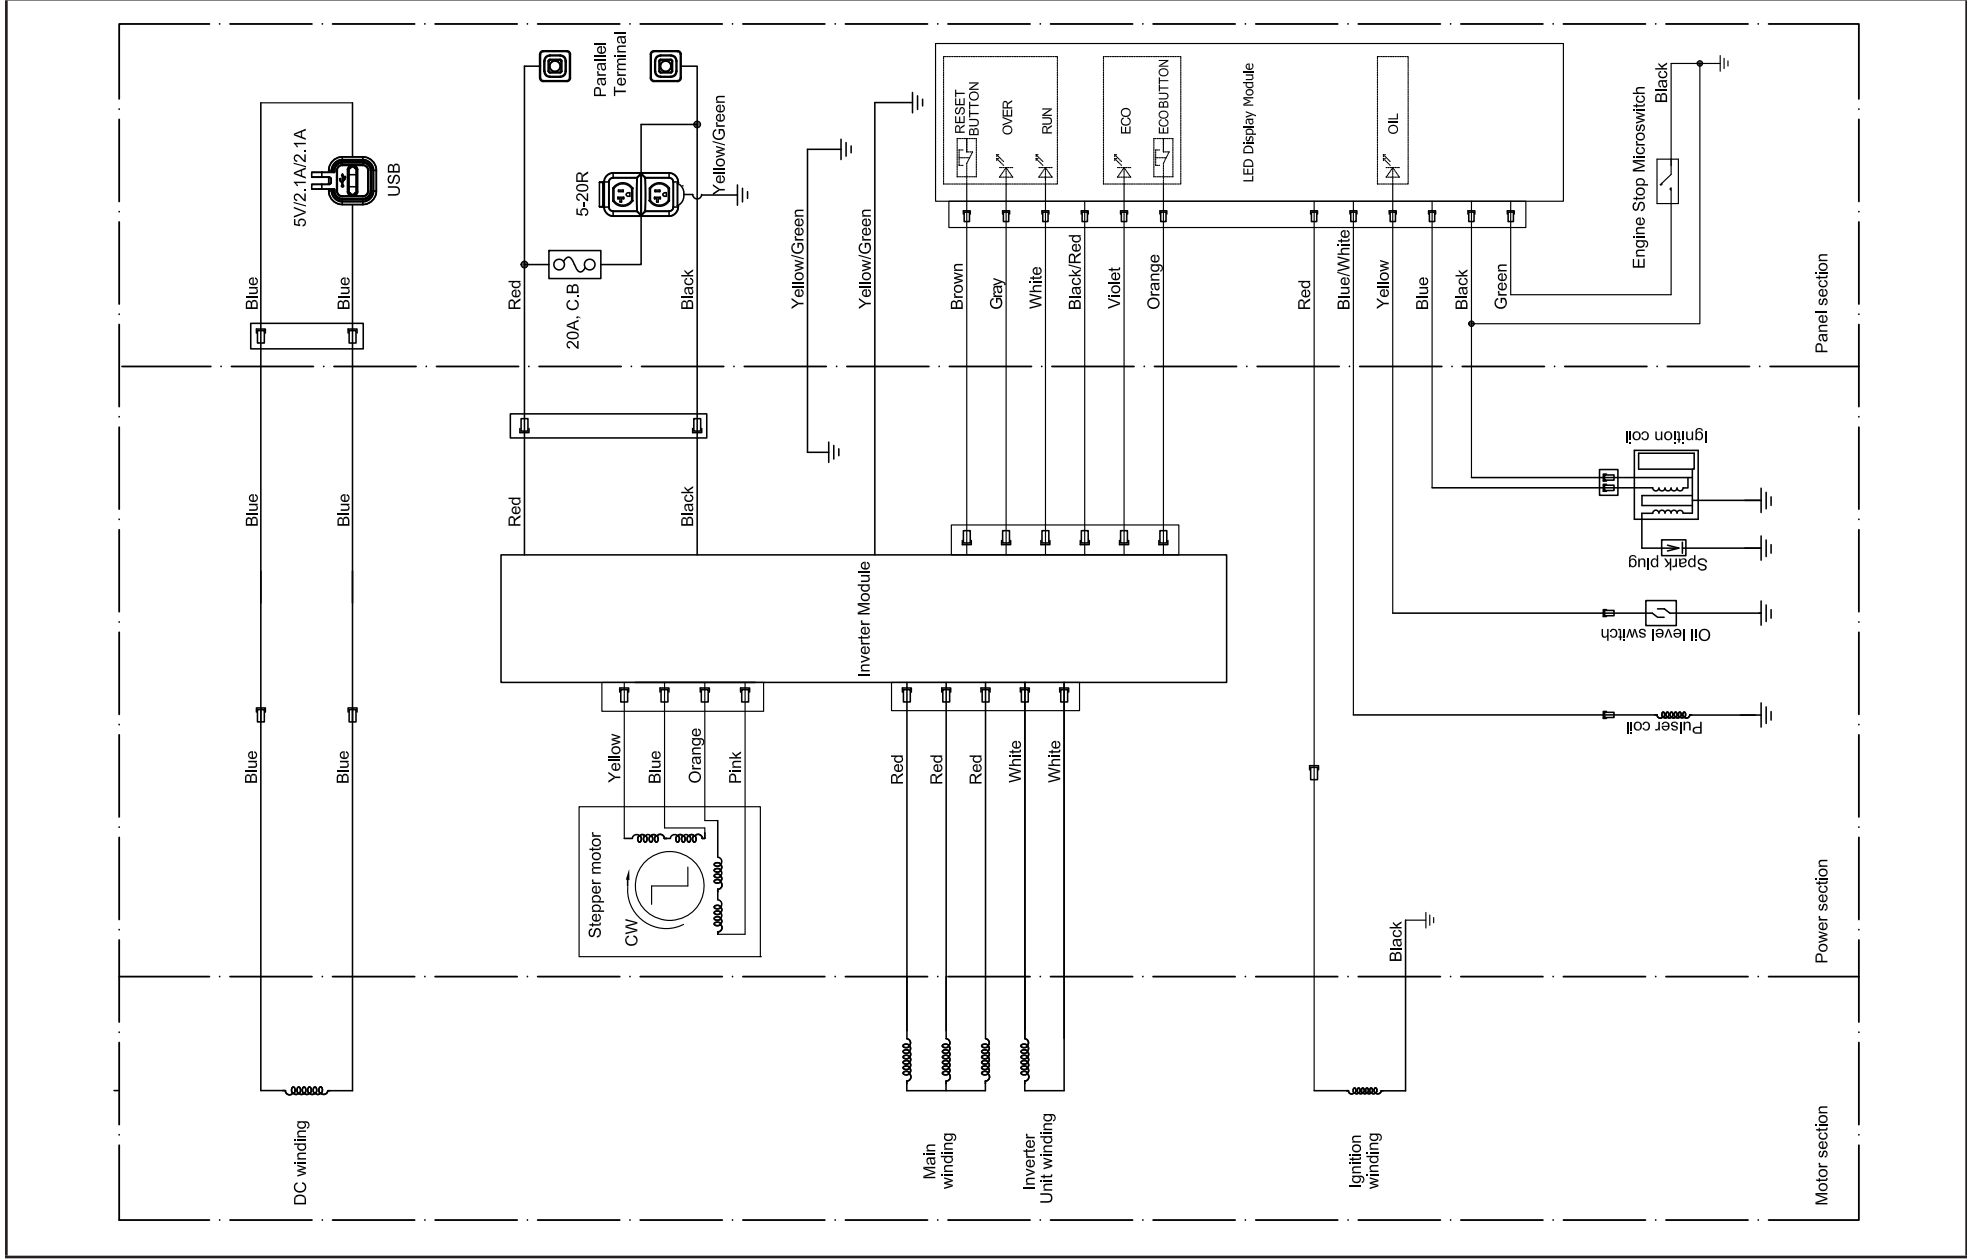 5V/2.1A/2.1A
USB
Blue
Blue
Blue
Blue
Blue
Blue
DC winding
Parallel
Terminal
5-20R
20A, C.B
Red
Black
Yellow/Green
Red
Black
Yellow/Green
Yellow/Green
Inverter Module
Stepper motor
CW
Yellow
Blue
Orange
Pink
Red
Red
Red
White
White
Main
winding
Inverter
Unit winding
RESET
BUTTON
OVER
RUN
ECO
ECO BUTTON
LED Display Module
OIL
Brown
Gray
White
Black/Red
Violet
Orange
Red
Blue/White
Yellow
Blue
Black
Green
Engine Stop Microswitch
Black
Ignition coil
Spark plug
Oil level switch
Pulser coil
Black
Ignition
winding
Panel section
Power section
Motor section